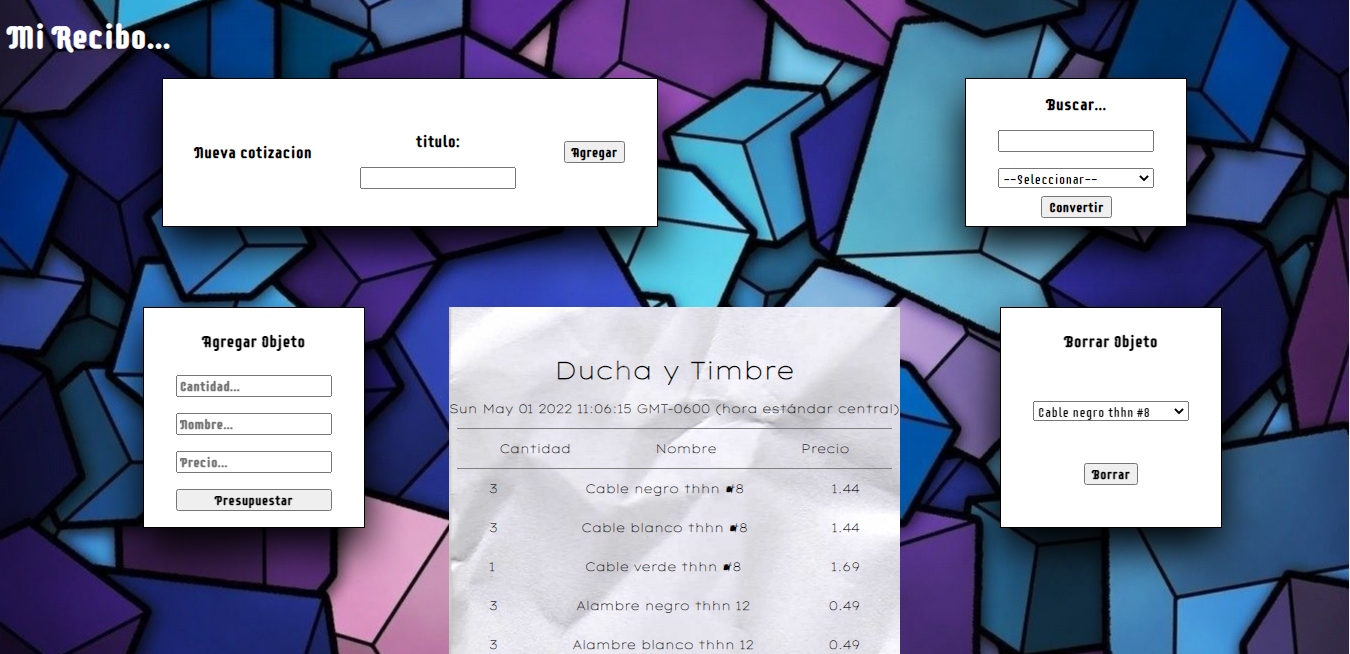 Mi Recibo...
Nueva cotizacion
titulo:
Agregar
Buscar...
--Seleccionar--
Convertir
Agregar Objeto
Cantidad...
Nombre...
Precio...
Presupuestar
Ducha y Timbre
Sun May 01 2022 11:06:15 GMT-0600 (hora estándar central)
Cantidad Nombre Precio
3 Cable negro thhn #8 1.44
3 Cable blanco thhn #8 1.44
1 Cable verde thhn #8 1.69
3 Alambre negro thhn 12 0.49
3 Alambre blanco thhn 12 0.49
Borrar Objeto
Cable negro thhn #8
Borrar